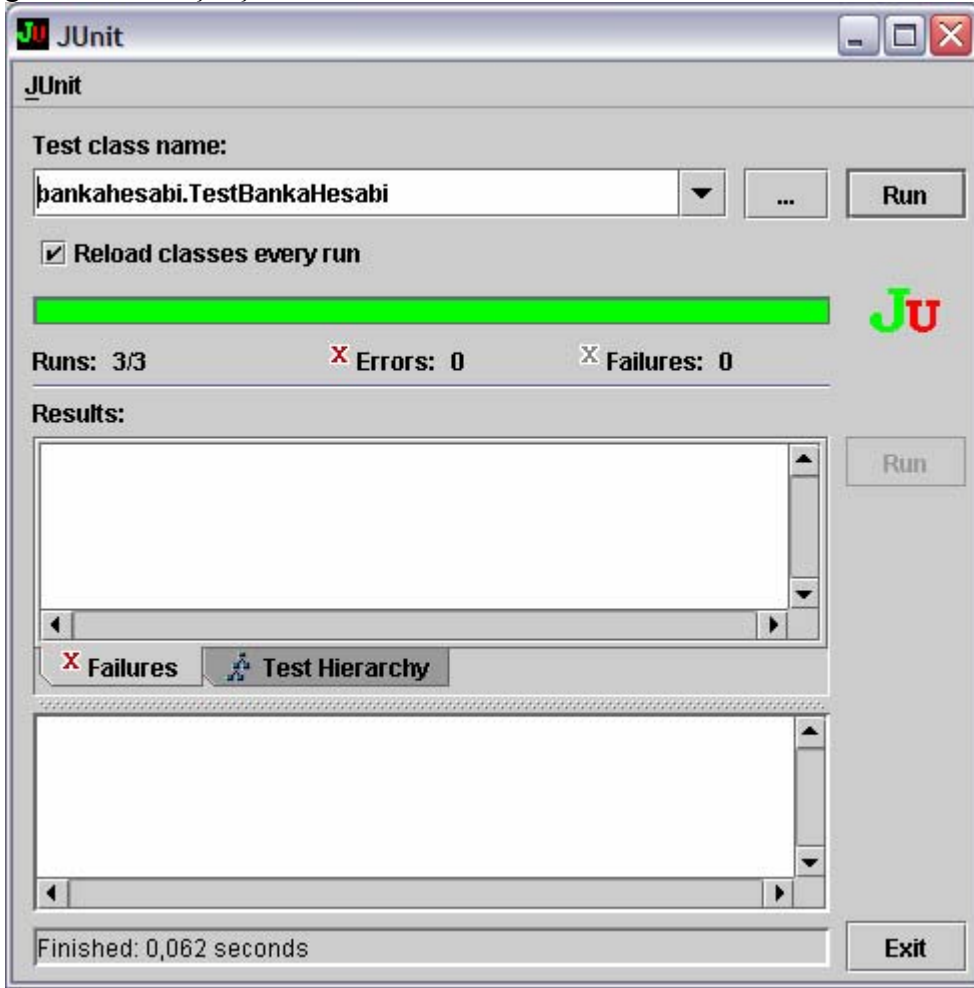 JU JUnit
JUnit
Test class name:
bankahesabi.TestBankaHesabi ... Run
Reload classes every run
JU
Runs: 3/3 X Errors: 0 X Failures: 0
Results:
Run
X Failures Test Hierarchy
Finished: 0,062 seconds Exit